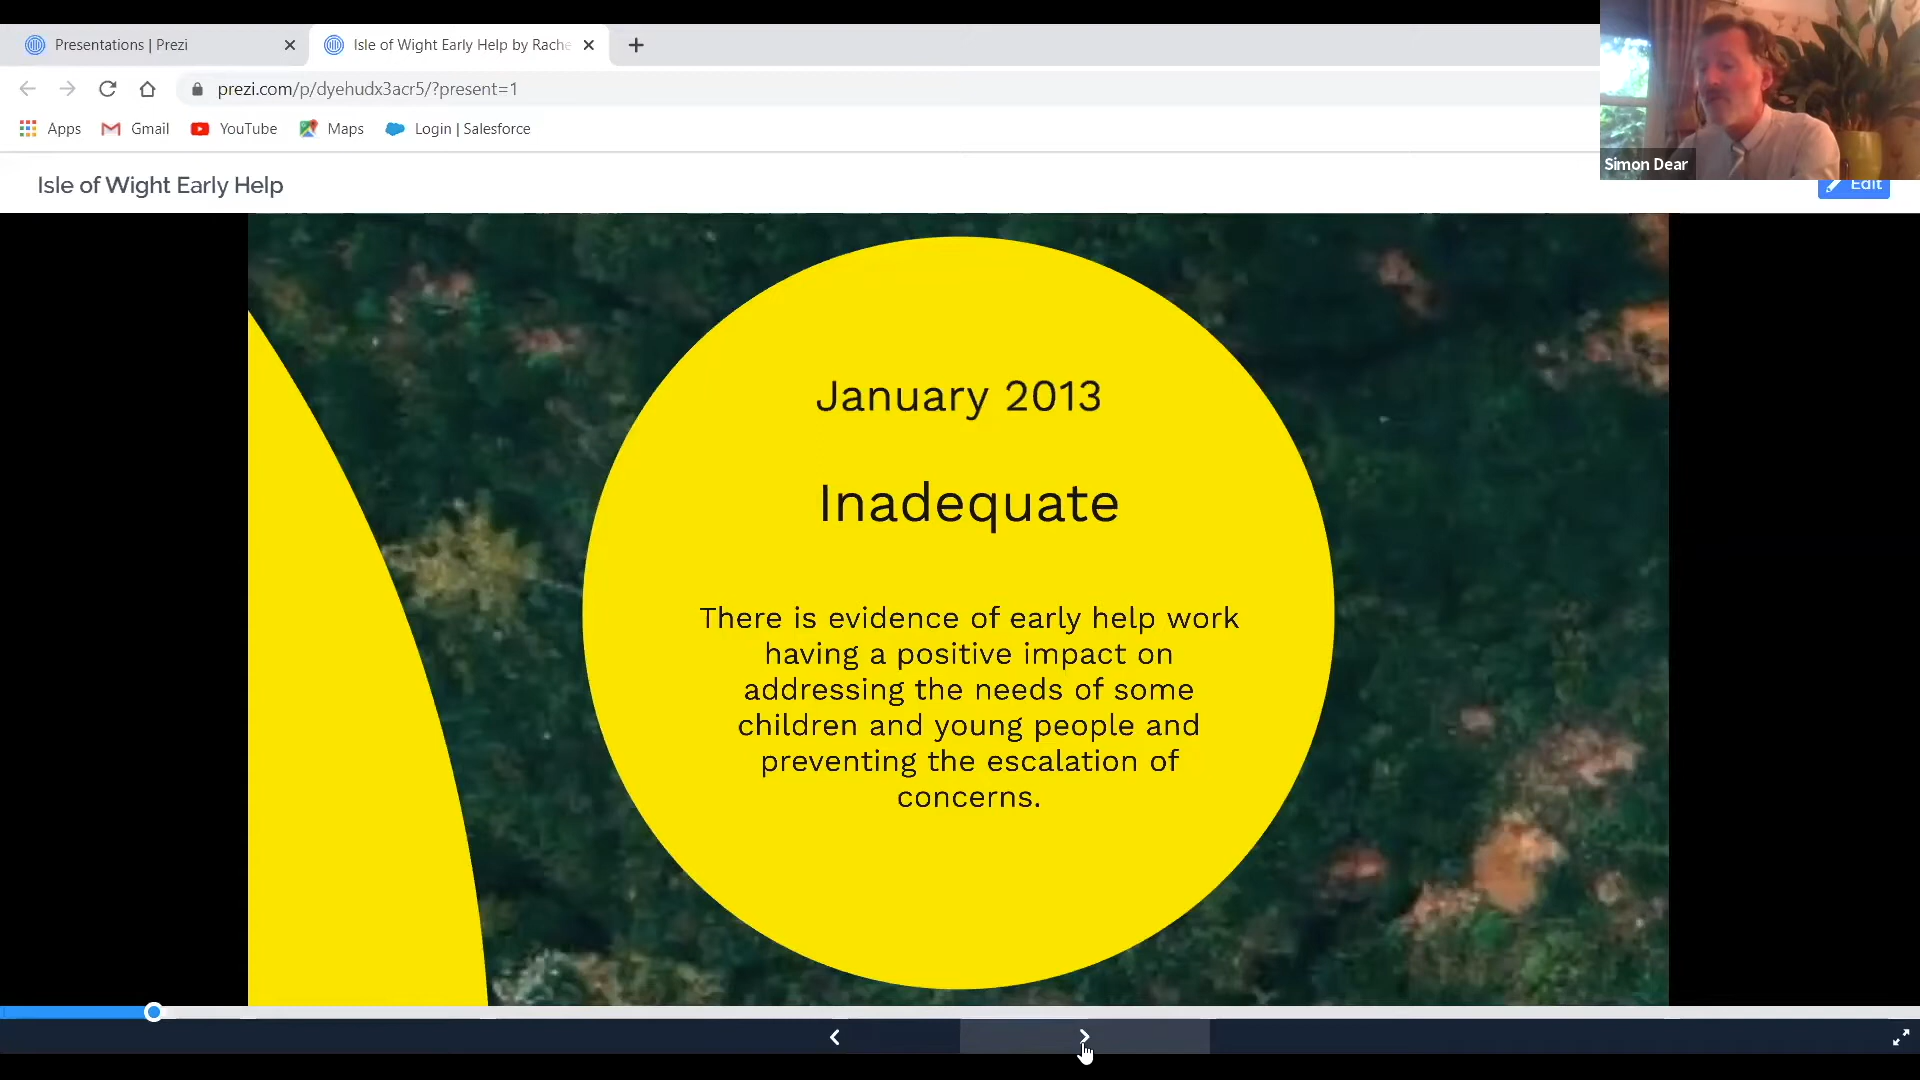 Presentations | Prezi
Isle of Wight Early Help by Rache
prezi.com/p/dyehudx3acr5/?present=1
Apps
Gmail
YouTube
Maps
Login | Salesforce
Simon Dear
Isle of Wight Early Help
Edit
January 2013
Inadequate
There is evidence of early help work
having a positive impact on
addressing the needs of some
children and young people and
preventing the escalation of
concerns.